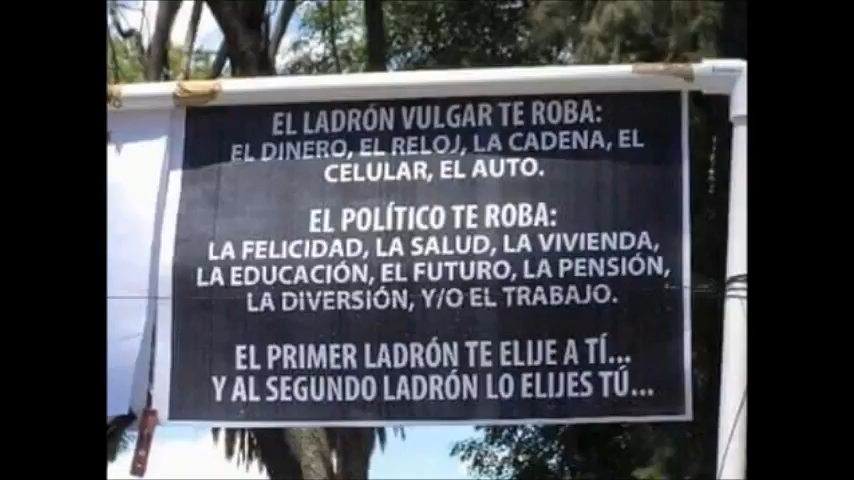 EL LADRÓN VULGAR TE ROBA:
EL DINERO, EL RELOJ, LA CADENA, EL
CELULAR, EL AUTO.
EL POLÍTICO TE ROBA:
LA FELICIDAD, LA SALUD, LA VIVIENDA,
LA EDUCACIÓN, EL FUTURO, LA PENSIÓN,
LA DIVERSIÓN, Y/O EL TRABAJO.
EL PRIMER LADRÓN TE ELIJE A TÍ...
Y AL SEGUNDO LADRÓN LO ELIJES TÚ...